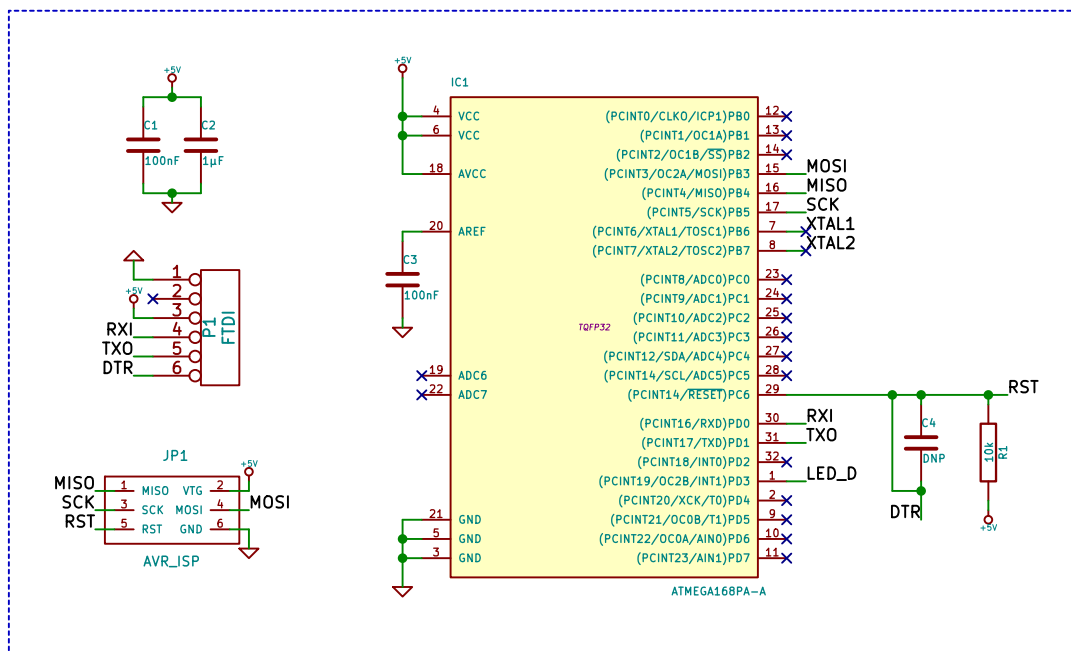 +5V
C1
100nF
C2
1µF
+5V
1
2
3
4
5
6
RXI
TXO
DTR
P1
FTDI
JP1
+5V
MISO
1
MISO
VTG
2
SCK
3
SCK
MOSI
4
MOSI
RST
5
RST
GND
6
AVR_ISP
+5V
IC1
4
VCC
6
VCC
18
AVCC
20
AREF
C3
100nF
19
ADC6
22
ADC7
21
GND
5
GND
3
GND
TQFP32
(PCINT0/CLKO/ICP1)PB0
12
(PCINT1/OC1A)PB1
13
(PCINT2/OC1B/SS)PB2
14
(PCINT3/OC2A/MOSI)PB3
15
MOSI
(PCINT4/MISO)PB4
16
MISO
(PCINT5/SCK)PB5
17
SCK
(PCINT6/XTAL1/TOSC1)PB6
7
XTAL1
(PCINT7/XTAL2/TOSC2)PB7
8
XTAL2
(PCINT8/ADC0)PC0
23
(PCINT9/ADC1)PC1
24
(PCINT10/ADC2)PC2
25
(PCINT11/ADC3)PC3
26
(PCINT12/SDA/ADC4)PC4
27
(PCINT14/SCL/ADC5)PC5
28
(PCINT14/RESET)PC6
29
RST
(PCINT16/RXD)PD0
30
RXI
(PCINT17/TXD)PD1
31
TXO
(PCINT18/INT0)PD2
32
(PCINT19/OC2B/INT1)PD3
1
LED_D
(PCINT20/XCK/T0)PD4
2
(PCINT21/OC0B/T1)PD5
9
(PCINT22/OC0A/AIN0)PD6
10
(PCINT23/AIN1)PD7
11
ATMEGA168PA-A
C4
DNP
DTR
10k
R1
+5V